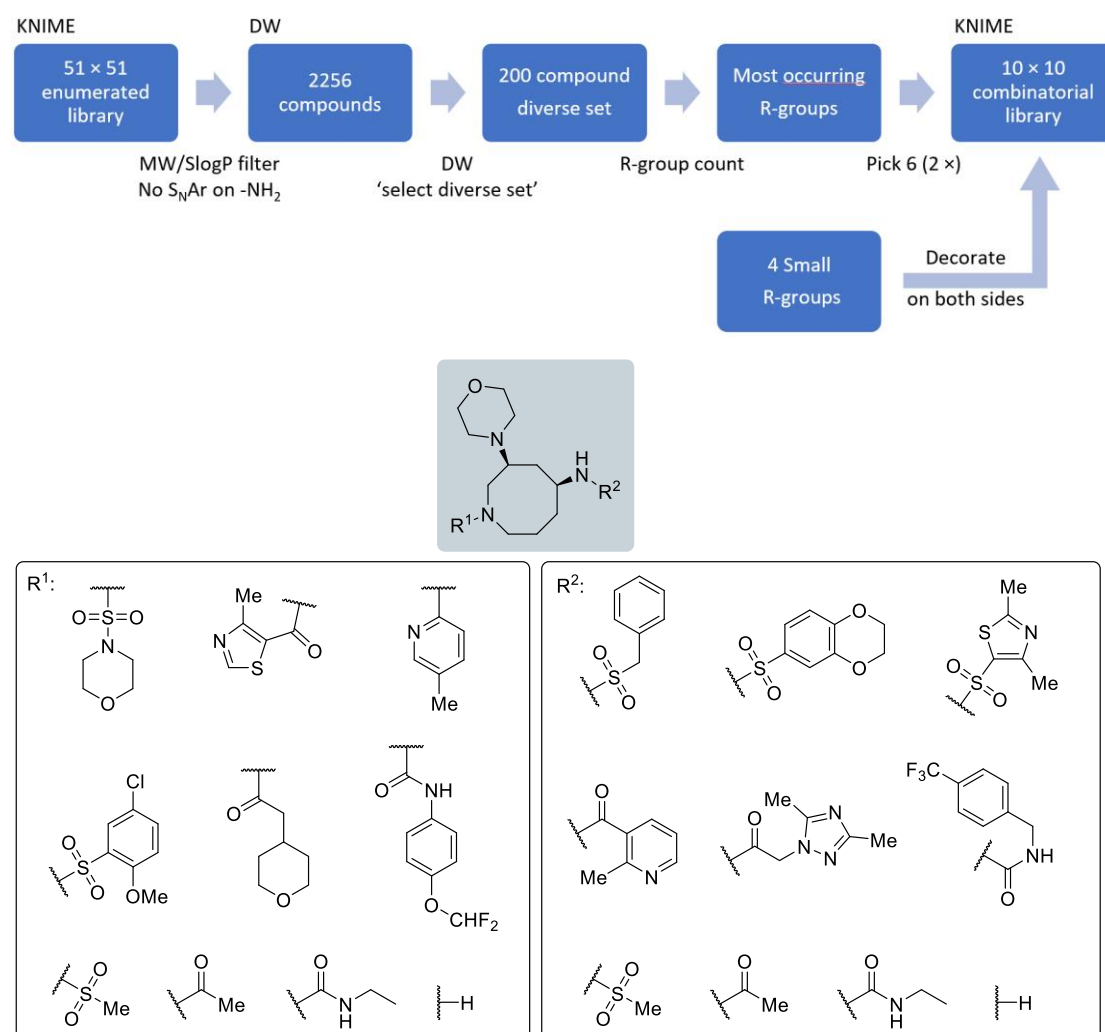 KNIME
DW
KNIME
51 × 51
enumerated
library
2256
compounds
200 compound
diverse set
Most occurring
R-groups
10 × 10
combinatorial
library
MW/SlogP filter
No SNAr on -NH2
DW
‘select diverse set’
R-group count
Pick 6 (2 ×)
4 Small
R-groups
Decorate
on both sides
O
N
H
N
R2
R1
N
R1:
O
S
O
N
O
Me
N
S
O
N
Me
Cl
S
O
O
OMe
O
O
O
NH
O
CHF2
O
S
Me
O
O
Me
O
N
H
H
R2:
O
S
O
O
S
O
O
O
Me
S
N
Me
O
S
O
O
Me
N
O
Me
N
N
N
Me
F3C
NH
O
O
S
Me
O
O
Me
O
N
H
H